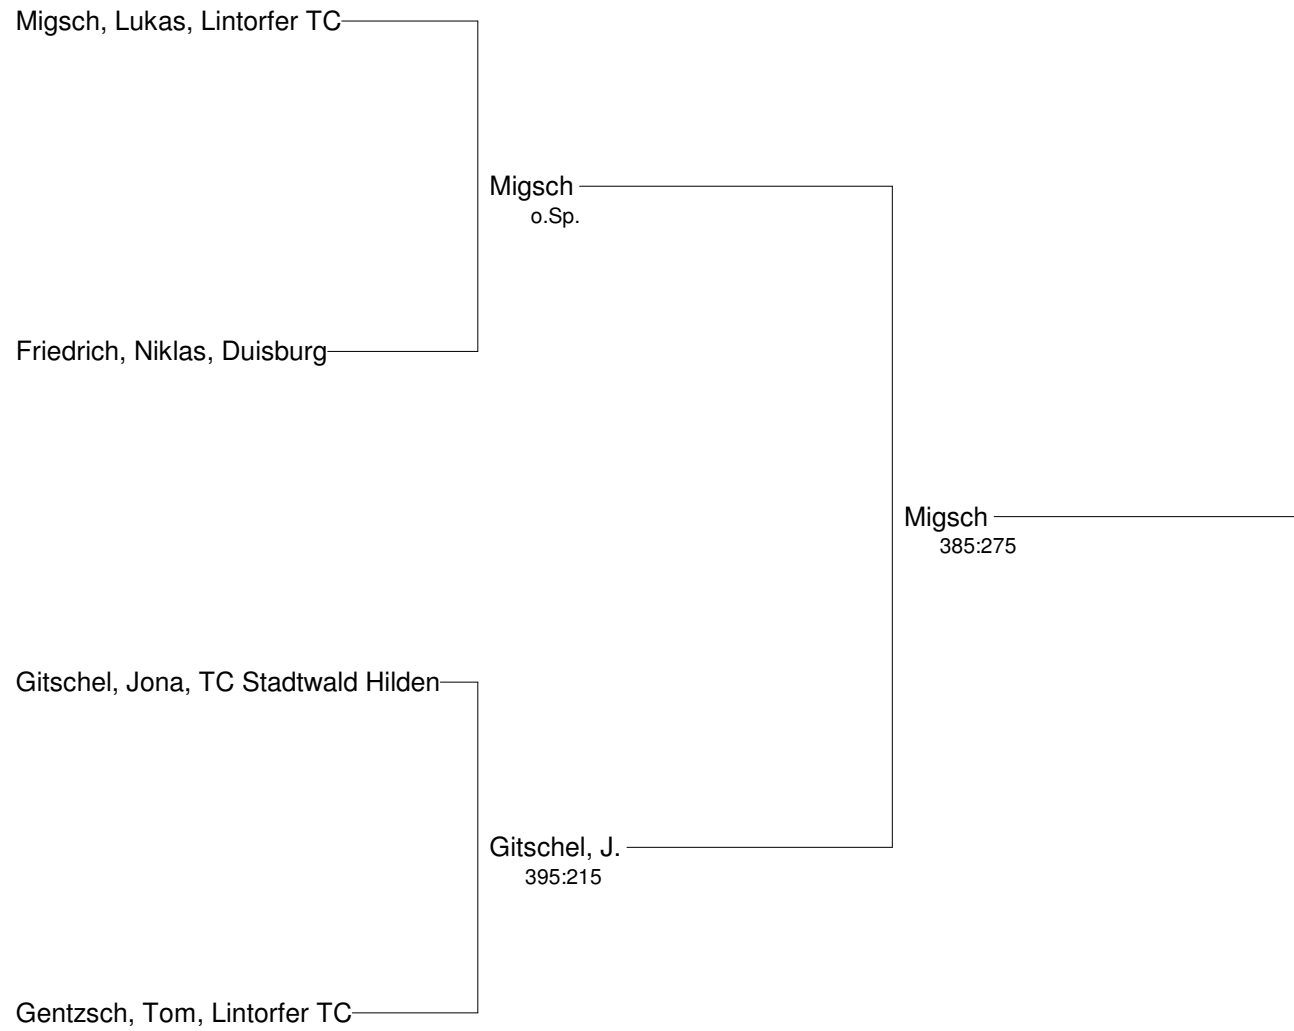 Migsch, Lukas, Lintorfer TC
Migsch
o.Sp.
Friedrich, Niklas, Duisburg
Migsch
385:275
Gitschel, Jona, TC Stadtwald Hilden
Gitschel, J.
395:215
Gentzsch, Tom, Lintorfer TC